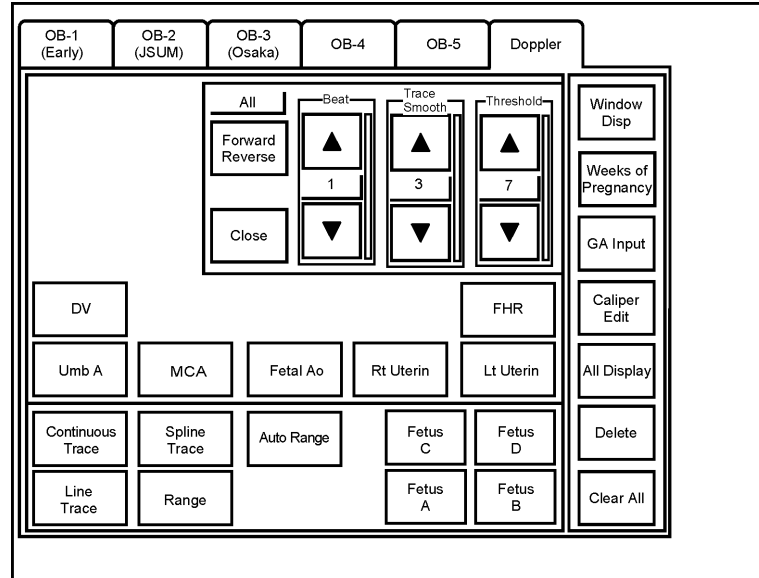 OB-1
(Early)
OB-2
(JSUM)
OB-3
(Osaka)
OB-4
OB-5
Doppler
All
Forward
Reverse
Close
Beat
1
Trace
Smooth
3
Threshold
7
DV
FHR
Umb A
MCA
Fetal Ao
Rt Uterin
Lt Uterin
Continuous
Trace
Spline
Trace
Auto Range
Fetus
C
Fetus
D
Line
Trace
Range
Fetus
A
Fetus
B
Window
Disp
Weeks of
Pregnancy
GA Input
Caliper
Edit
All Display
Delete
Clear All